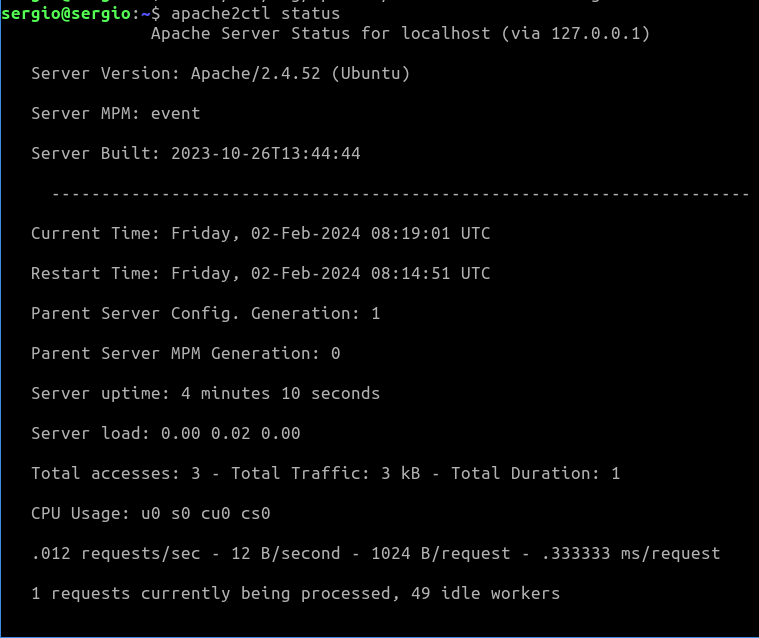 sergio@sergio:~$ apache2ctl status
Apache Server Status for localhost (via 127.0.0.1)
Server Version: Apache/2.4.52 (Ubuntu)
Server MPM: event
Server Built: 2023-10-26T13:44:44
----------------------------------------------------------------------
Current Time: Friday, 02-Feb-2024 08:19:01 UTC
Restart Time: Friday, 02-Feb-2024 08:14:51 UTC
Parent Server Config. Generation: 1
Parent Server MPM Generation: 0
Server uptime: 4 minutes 10 seconds
Server load: 0.00 0.02 0.00
Total accesses: 3 - Total Traffic: 3 kB - Total Duration: 1
CPU Usage: u0 s0 cu0 cs0
.012 requests/sec - 12 B/second - 1024 B/request - .333333 ms/request
1 requests currently being processed, 49 idle workers